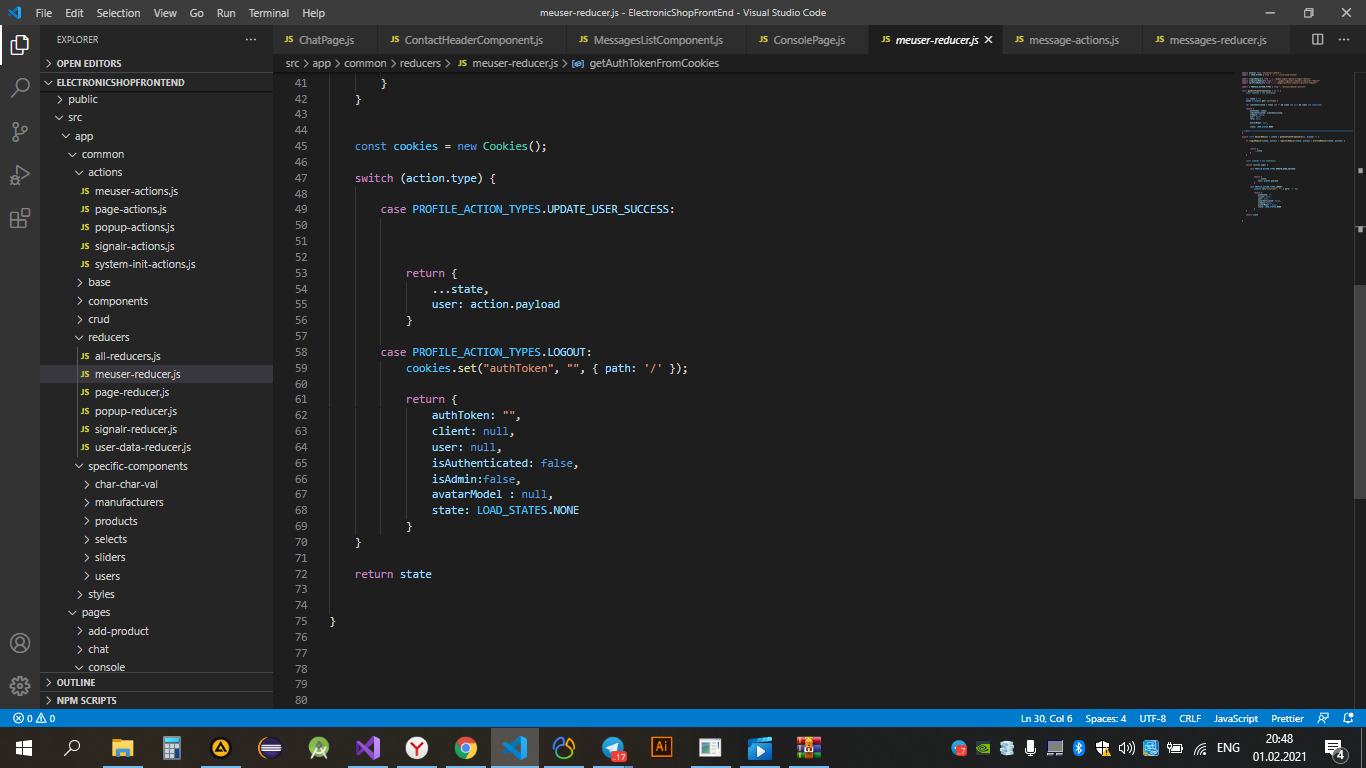 File Edit Selection View Go Run Terminal Help
meuser-reducer.js - ElectronicShopFrontEnd - Visual Studio Code
EXPLORER
OPEN EDITORS
ELECTRONICSHOPFRONTEND
public
src
app
common
actions
JS meuser-actions.js
JS page-actions.js
JS popup-actions.js
JS signalr-actions.js
JS system-init-actions.js
base
components
crud
reducers
JS all-reducers.js
JS meuser-reducer.js
JS page-reducer.js
JS popup-reducer.js
JS signalr-reducer.js
JS user-data-reducer.js
specific-components
char-char-val
manufacturers
products
selects
sliders
users
styles
pages
add-product
chat
console
OUTLINE
NPM SCRIPTS
JS ChatPage.js JS ContactHeaderComponent.js JS MessagesListComponent.js JS ConsolePage.js JS meuser-reducer.js JS message-actions.js JS messages-reducer.js
src > app > common > reducers > JS meuser-reducer.js > getAuthTokenFromCookies
41 }
42 }
43
44
45 const cookies = new Cookies();
46
47 switch (action.type) {
48
49 case PROFILE_ACTION_TYPES.UPDATE_USER_SUCCESS:
50
51
52
53 return {
54 ...state,
55 user: action.payload
56 }
57
58 case PROFILE_ACTION_TYPES.LOGOUT:
59 cookies.set("authToken", "", { path: '/' });
60
61 return {
62 authToken: "",
63 client: null,
64 user: null,
65 isAuthenticated: false,
66 isAdmin:false,
67 avatarModel : null,
68 state: LOAD_STATES.NONE
69 }
70 }
71
72 return state
73
74
75 }
76
77
78
79
80
0 0 Ln 30, Col 6 Spaces: 4 UTF-8 CRLF JavaScript Prettier
Ai
17
ENG
20:48
01.02.2021
4